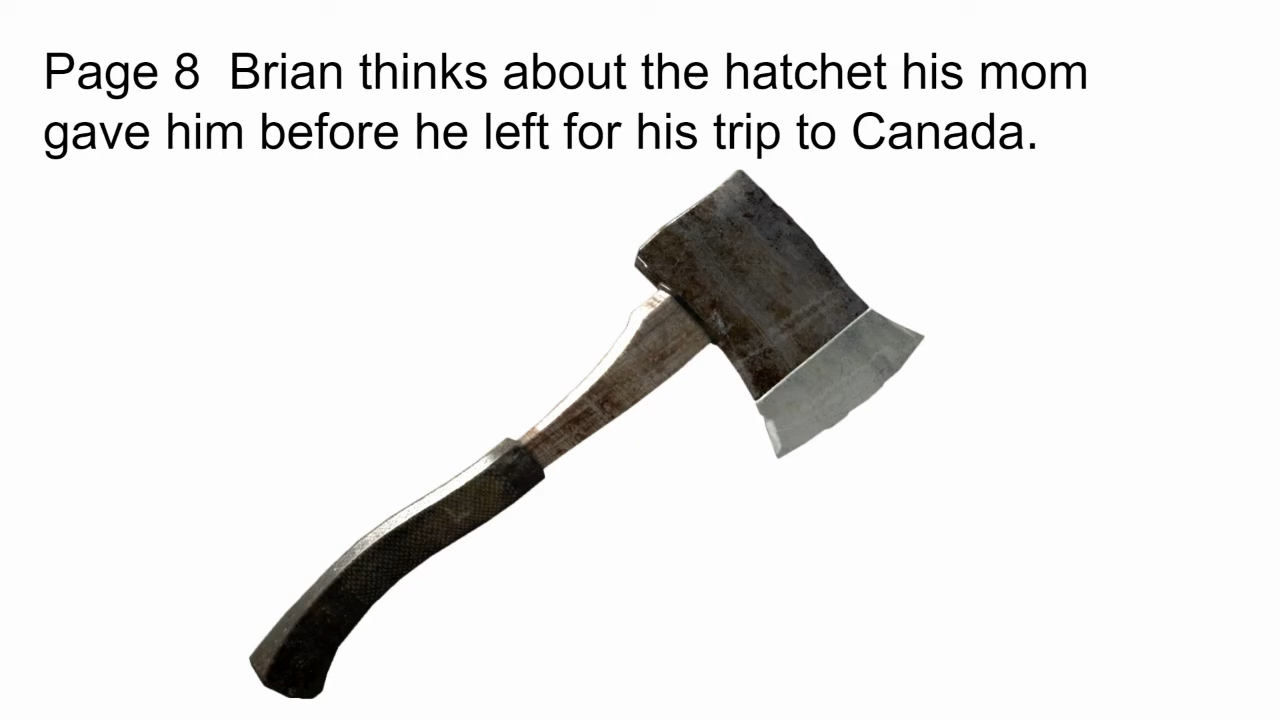 Page 8  Brian thinks about the hatchet his mom
gave him before he left for his trip to Canada.